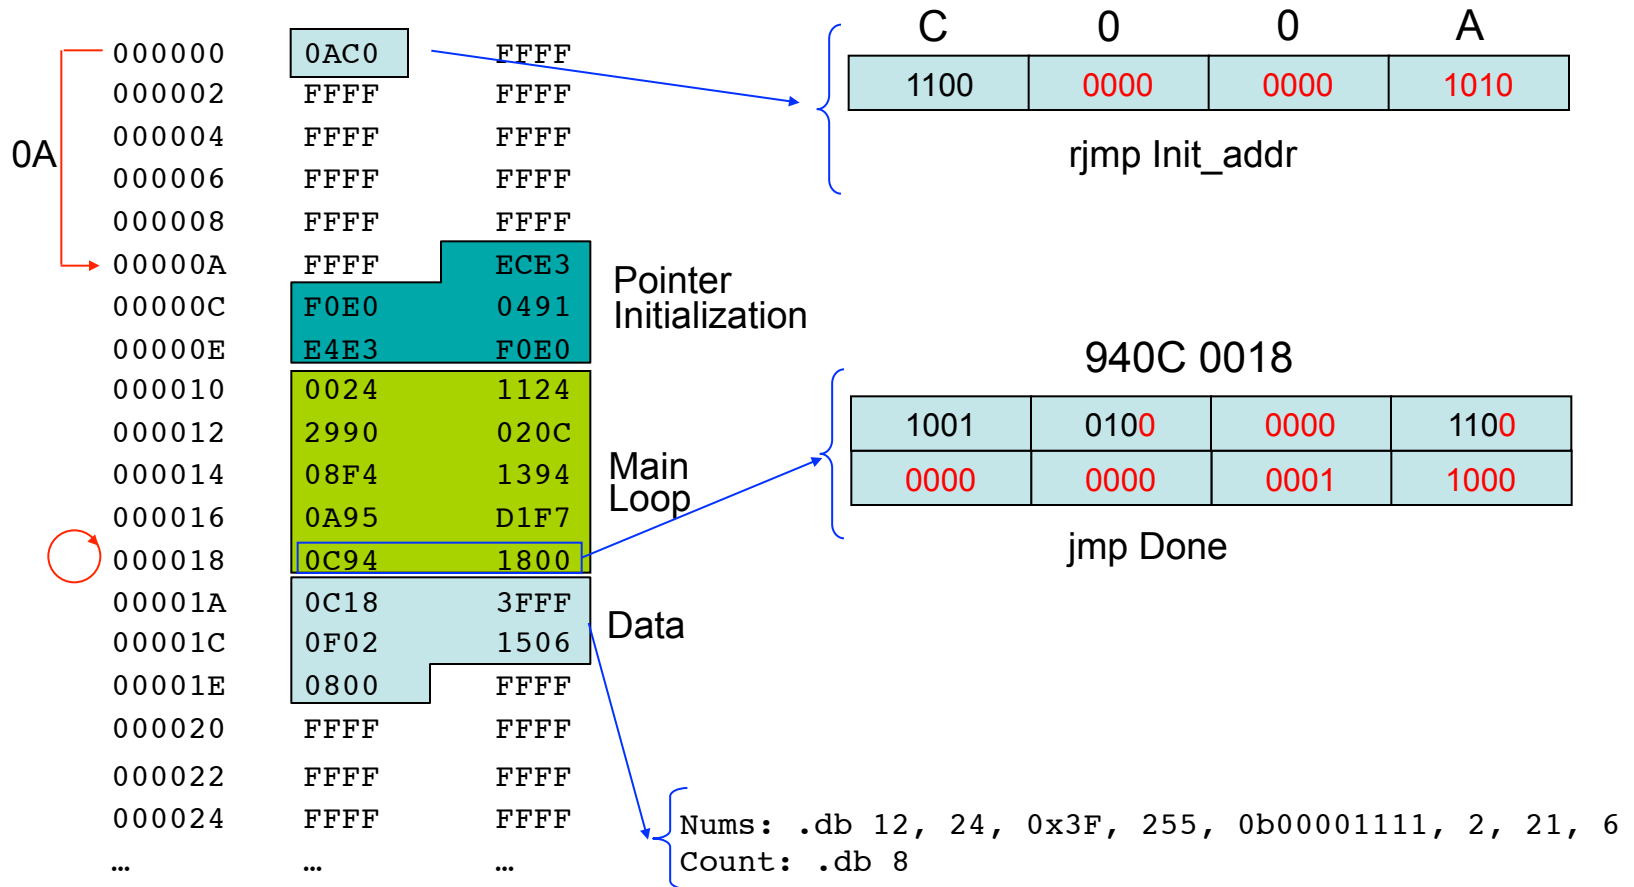 C 0 0 A
000000 0AC0 FFFF
1100 0000 0000 1010
000002 FFFF FFFF
000004 FFFF FFFF
0A
rjmp Init_addr
000006 FFFF FFFF
000008 FFFF FFFF
00000A FFFF ECE3
Pointer
Initialization
00000C F0E0 0491
00000E E4E3 F0E0
940C 0018
000010 0024 1124
000012 2990 020C
1001 0100 0000 1100
000014 08F4 1394
Main
Loop
0000 0000 0001 1000
000016 0A95 D1F7
000018 0C94 1800
jmp Done
00001A 0C18 3FFF
Data
00001C 0F02 1506
00001E 0800 FFFF
000020 FFFF FFFF
000022 FFFF FFFF
000024 FFFF FFFF
Nums: .db 12, 24, 0x3F, 255, 0b00001111, 2, 21, 6
Count: .db 8
… … …